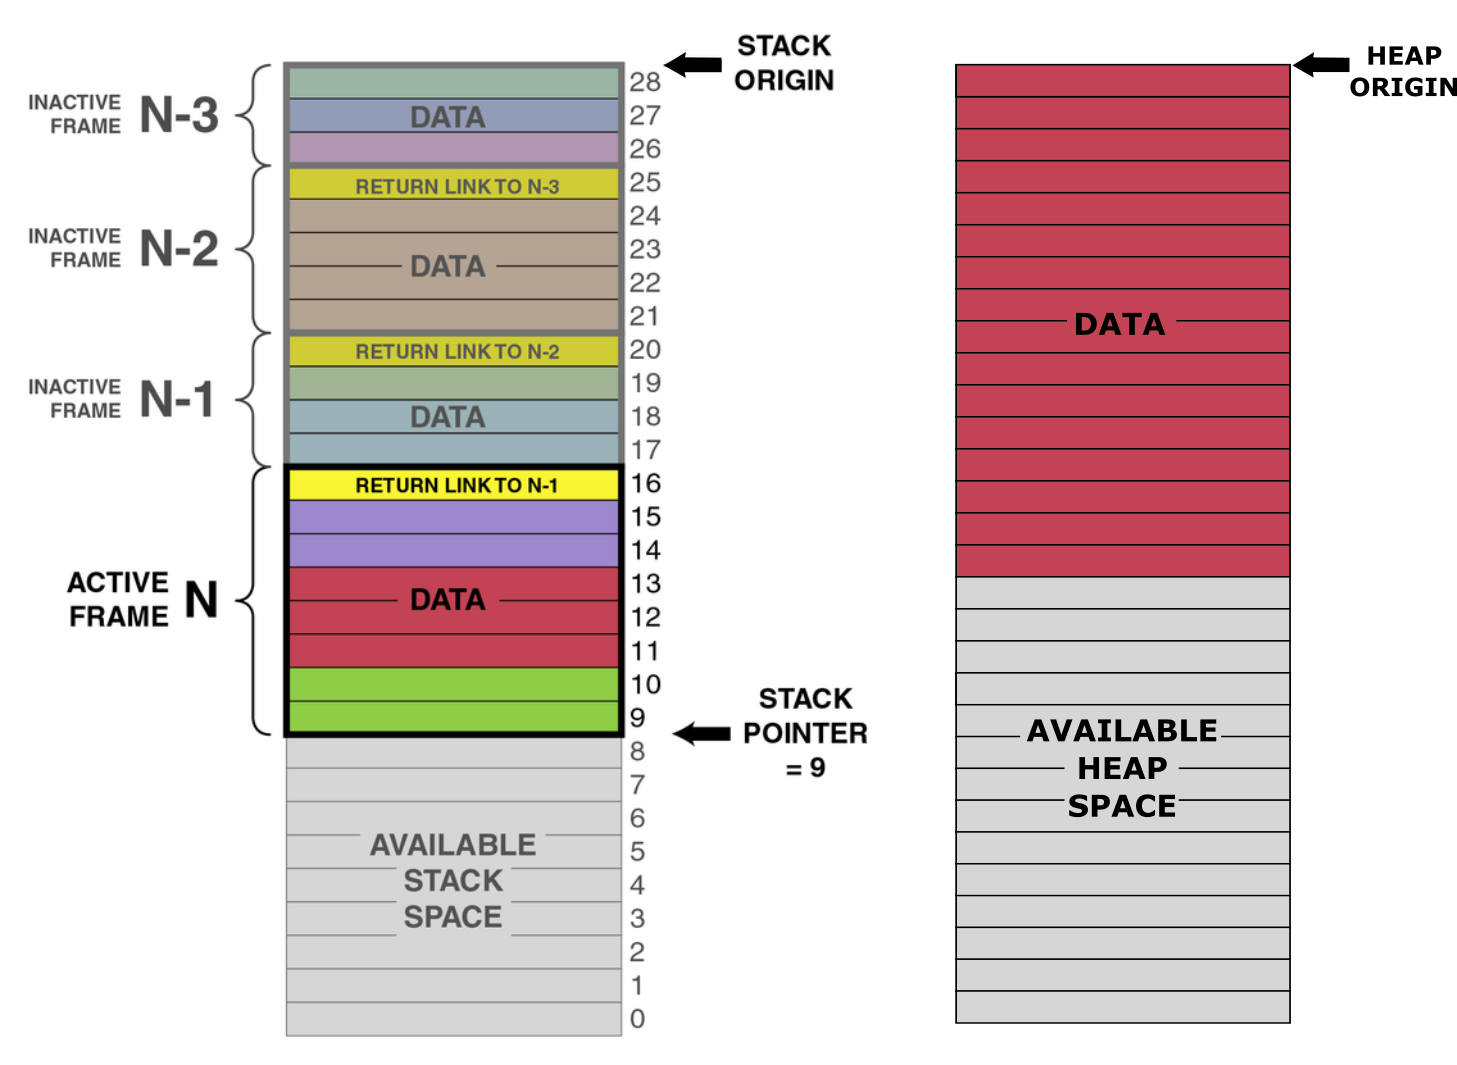 STACK
ORIGIN
HEAP
ORIGIN
INACTIVE
FRAME N-3
28
DATA 27
26
RETURN LINK TO N-3 25
INACTIVE
FRAME N-2
24
23
DATA
22
21
RETURN LINK TO N-2 20
INACTIVE
FRAME N-1
19
DATA 18
17
RETURN LINK TO N-1 16
15
14
ACTIVE
FRAME N
13
DATA
12
11
10
9
STACK
POINTER
= 9
8
7
6
AVAILABLE
5
STACK
4
SPACE
3
2
1
0
DATA
AVAILABLE
HEAP
SPACE